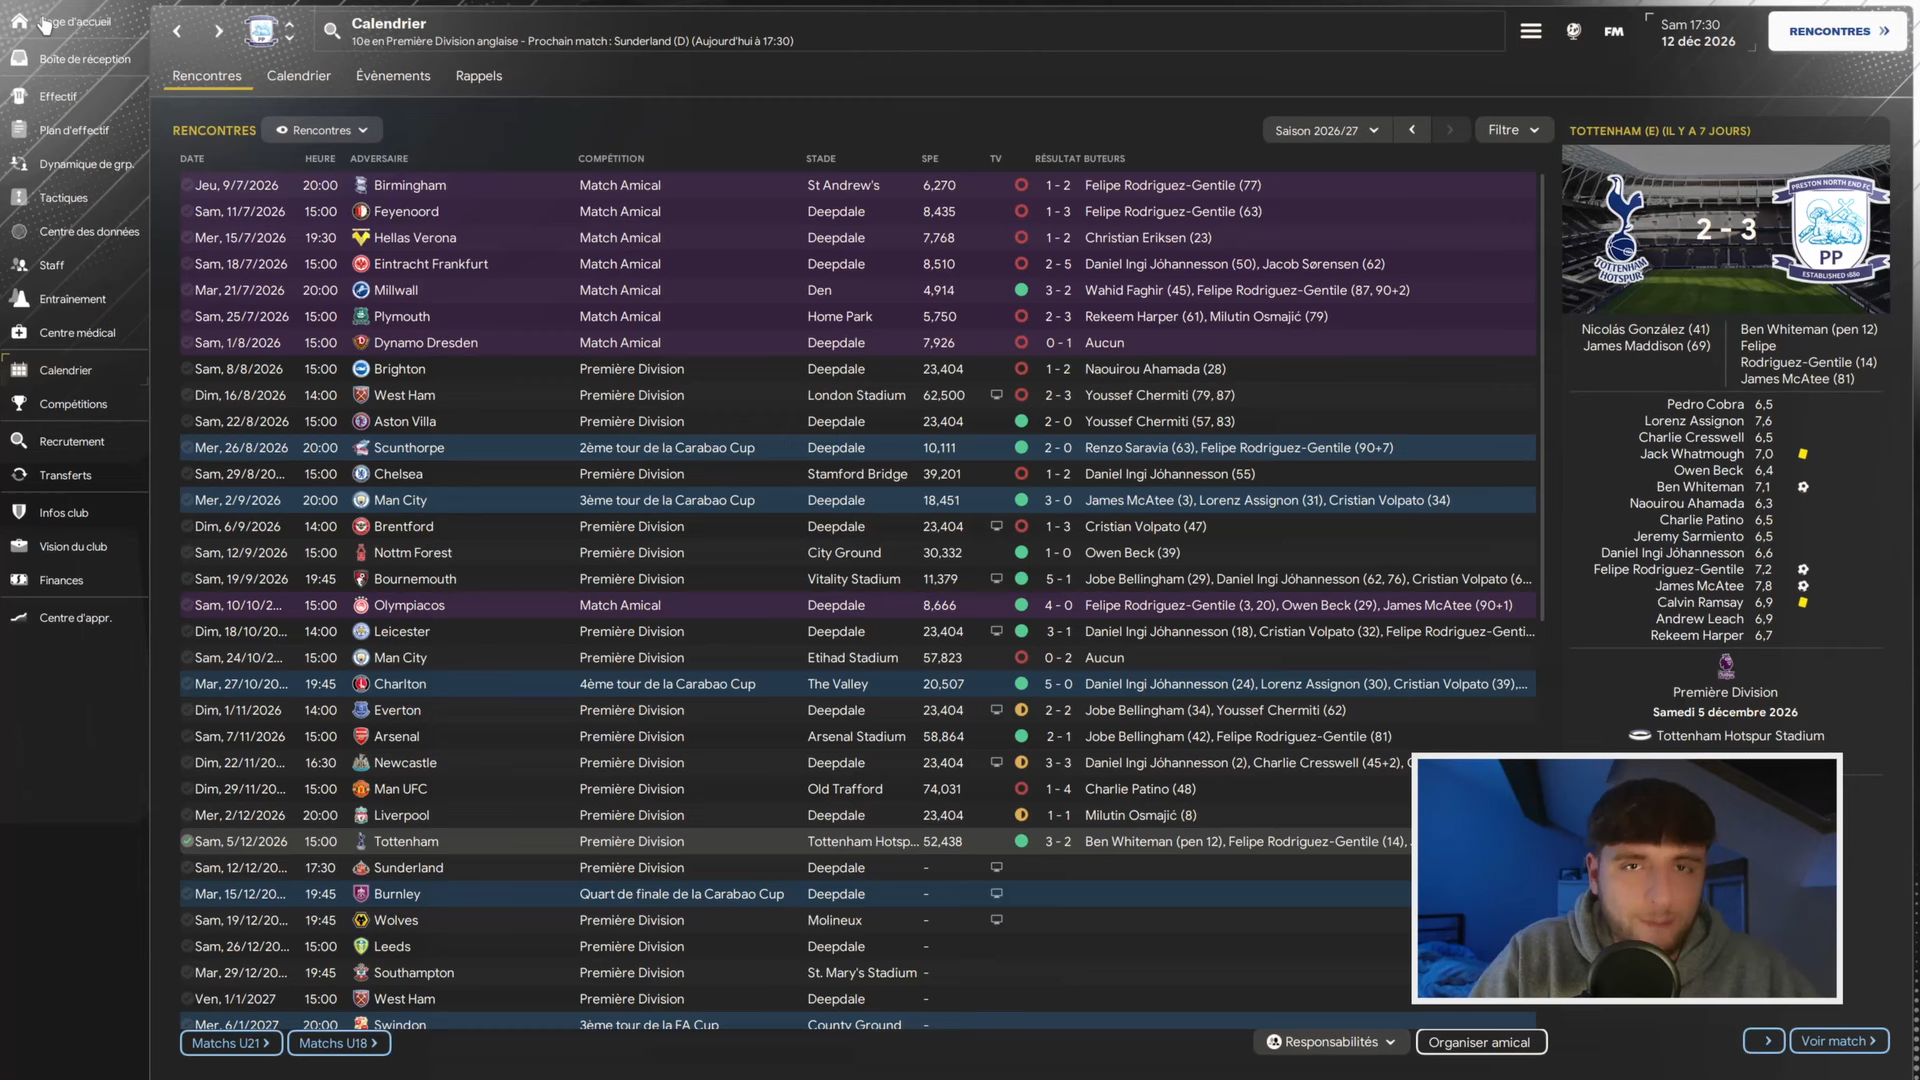 Calendrier
10e en Première Division anglaise - Prochain match : Sunderland (D) (Aujourd'hui à 17:30)
FM
Sam 17:30
12 déc 2026
RENCONTRES
d'accueil
Boîte de réception
Effectif
Plan d'effectif
Dynamique de grp.
Tactiques
Centre des données
Staff
Entraînement
Centre médical
Calendrier
Compétitions
Recrutement
Transferts
Infos club
Vision du club
Finances
Centre d'appr.
Rencontres Calendrier Évènements Rappels
RENCONTRES Rencontres Saison 2026/27 Filtre
DATE HEURE ADVERSAIRE COMPÉTITION STADE SPE TV RÉSULTAT BUTEURS
Jeu, 9/7/2026 20:00 Birmingham Match Amical St Andrew's 6,270 1 - 2 Felipe Rodriguez-Gentile (77)
Sam, 11/7/2026 15:00 Feyenoord Match Amical Deepdale 8,435 1 - 3 Felipe Rodriguez-Gentile (63)
Mer, 15/7/2026 19:30 Hellas Verona Match Amical Deepdale 7,768 1 - 2 Christian Eriksen (23)
Sam, 18/7/2026 15:00 Eintracht Frankfurt Match Amical Deepdale 8,510 2 - 5 Daniel Ingi Jóhannesson (50), Jacob Sørensen (62)
Mar, 21/7/2026 20:00 Millwall Match Amical Den 4,914 3 - 2 Wahid Faghir (45), Felipe Rodriguez-Gentile (87, 90+2)
Sam, 25/7/2026 15:00 Plymouth Match Amical Home Park 5,750 2 - 3 Rekeem Harper (61), Milutin Osmajić (79)
Sam, 1/8/2026 15:00 Dynamo Dresden Match Amical Deepdale 7,926 0 - 1 Aucun
Sam, 8/8/2026 15:00 Brighton Première Division Deepdale 23,404 1 - 2 Naouirou Ahamada (28)
Dim, 16/8/2026 14:00 West Ham Première Division London Stadium 62,500 2 - 3 Youssef Chermiti (79, 87)
Sam, 22/8/2026 15:00 Aston Villa Première Division Deepdale 23,404 2 - 0 Youssef Chermiti (57, 83)
Mer, 26/8/2026 20:00 Scunthorpe 2ème tour de la Carabao Cup Deepdale 10,111 2 - 0 Renzo Saravia (63), Felipe Rodriguez-Gentile (90+7)
Sam, 29/8/20... 15:00 Chelsea Première Division Stamford Bridge 39,201 1 - 2 Daniel Ingi Jóhannesson (55)
Mer, 2/9/2026 20:00 Man City 3ème tour de la Carabao Cup Deepdale 18,451 3 - 0 James McAtee (3), Lorenz Assignon (31), Cristian Volpato (34)
Dim, 6/9/2026 14:00 Brentford Première Division Deepdale 23,404 1 - 3 Cristian Volpato (47)
Sam, 12/9/2026 15:00 Nottm Forest Première Division City Ground 30,332 1 - 0 Owen Beck (39)
Sam, 19/9/2026 19:45 Bournemouth Première Division Vitality Stadium 11,379 5 - 1 Jobe Bellingham (29), Daniel Ingi Jóhannesson (62, 76), Cristian Volpato (6...
Sam, 10/10/2... 15:00 Olympiacos Match Amical Deepdale 8,666 4 - 0 Felipe Rodriguez-Gentile (3, 20), Owen Beck (29), James McAtee (90+1)
Dim, 18/10/20... 14:00 Leicester Première Division Deepdale 23,404 3 - 1 Daniel Ingi Jóhannesson (18), Cristian Volpato (32), Felipe Rodriguez-Genti...
Sam, 24/10/2... 15:00 Man City Première Division Etihad Stadium 57,823 0 - 2 Aucun
Mar, 27/10/20... 19:45 Charlton 4ème tour de la Carabao Cup The Valley 20,507 5 - 0 Daniel Ingi Jóhannesson (24), Lorenz Assignon (30), Cristian Volpato (39),...
Dim, 1/11/2026 14:00 Everton Première Division Deepdale 23,404 2 - 2 Jobe Bellingham (34), Youssef Chermiti (62)
Sam, 7/11/2026 15:00 Arsenal Première Division Arsenal Stadium 58,864 2 - 1 Jobe Bellingham (42), Felipe Rodriguez-Gentile (81)
Dim, 22/11/20... 16:30 Newcastle Première Division Deepdale 23,404 3 - 3 Daniel Ingi Jóhannesson (2), Charlie Cresswell (45+2),
Dim, 29/11/20... 15:00 Man UFC Première Division Old Trafford 74,031 1 - 4 Charlie Patino (48)
Mer, 2/12/2026 20:00 Liverpool Première Division Deepdale 23,404 1 - 1 Milutin Osmajić (8)
Sam, 5/12/2026 15:00 Tottenham Première Division Tottenham Hotsp... 52,438 3 - 2 Ben Whiteman (pen 12), Felipe Rodriguez-Gentile (14),
Sam, 12/12/20... 17:30 Sunderland Première Division Deepdale -
Mar, 15/12/20... 19:45 Burnley Quart de finale de la Carabao Cup Deepdale -
Sam, 19/12/20... 19:45 Wolves Première Division Molineux -
Sam, 26/12/20... 15:00 Leeds Première Division Deepdale -
Mar, 29/12/20... 19:45 Southampton Première Division St. Mary's Stadium -
Ven, 1/1/2027 15:00 West Ham Première Division Deepdale -
Mer, 6/1/2027 20:00 Swindon 3ème tour de la FA Cup County Ground -
Matchs U21 Matchs U18 Responsabilités Organiser amical Voir match
TOTTENHAM (E) (IL Y A 7 JOURS)
TOTTENHAM
HOTSPUR
2 - 3
PRESTON NORTH END FC
PP
ESTABLISHED 1880
Nicolás González (41)
James Maddison (69)
Ben Whiteman (pen 12)
Felipe
Rodriguez-Gentile (14)
James McAtee (81)
Pedro Cobra 6,5
Lorenz Assignon 7,6
Charlie Cresswell 6,5
Jack Whatmough 7,0
Owen Beck 6,4
Ben Whiteman 7,1
Naouirou Ahamada 6,3
Charlie Patino 6,5
Jeremy Sarmiento 6,5
Daniel Ingi Jóhannesson 6,6
Felipe Rodriguez-Gentile 7,2
James McAtee 7,8
Calvin Ramsay 6,9
Andrew Leach 6,9
Rekeem Harper 6,7
Première Division
Samedi 5 décembre 2026
Tottenham Hotspur Stadium